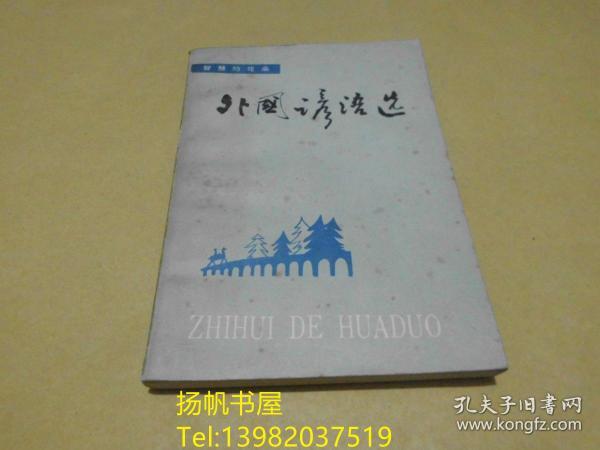 智慧的花朵
外國谚语选
ZHIHUI DE HUADUO
扬帆书屋
Tel:13982037519
孔夫子旧书网
www.kongfz.com